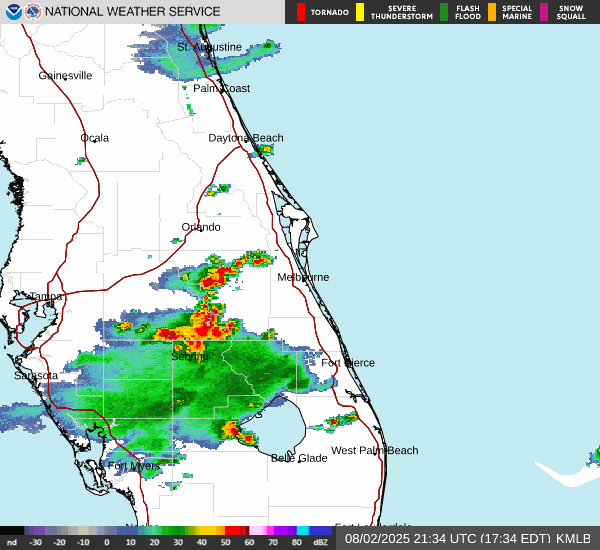 NATIONAL WEATHER SERVICE
TORNADO
SEVERE THUNDERSTORM
FLASH FLOOD
SPECIAL MARINE
SNOW SQUALL
St. Augustine
Gainesville
Palm Coast
Ocala
Daytona Beach
Orlando
Melbourne
Tampa
Sebring
Fort Pierce
Sarasota
West Palm Beach
Belle Glade
Fort Myers
nd -30 -20 -10 0 10 20 30 40 50 60 70 80 dBZ
08/02/2025 21:34 UTC (17:34 EDT) KMLB